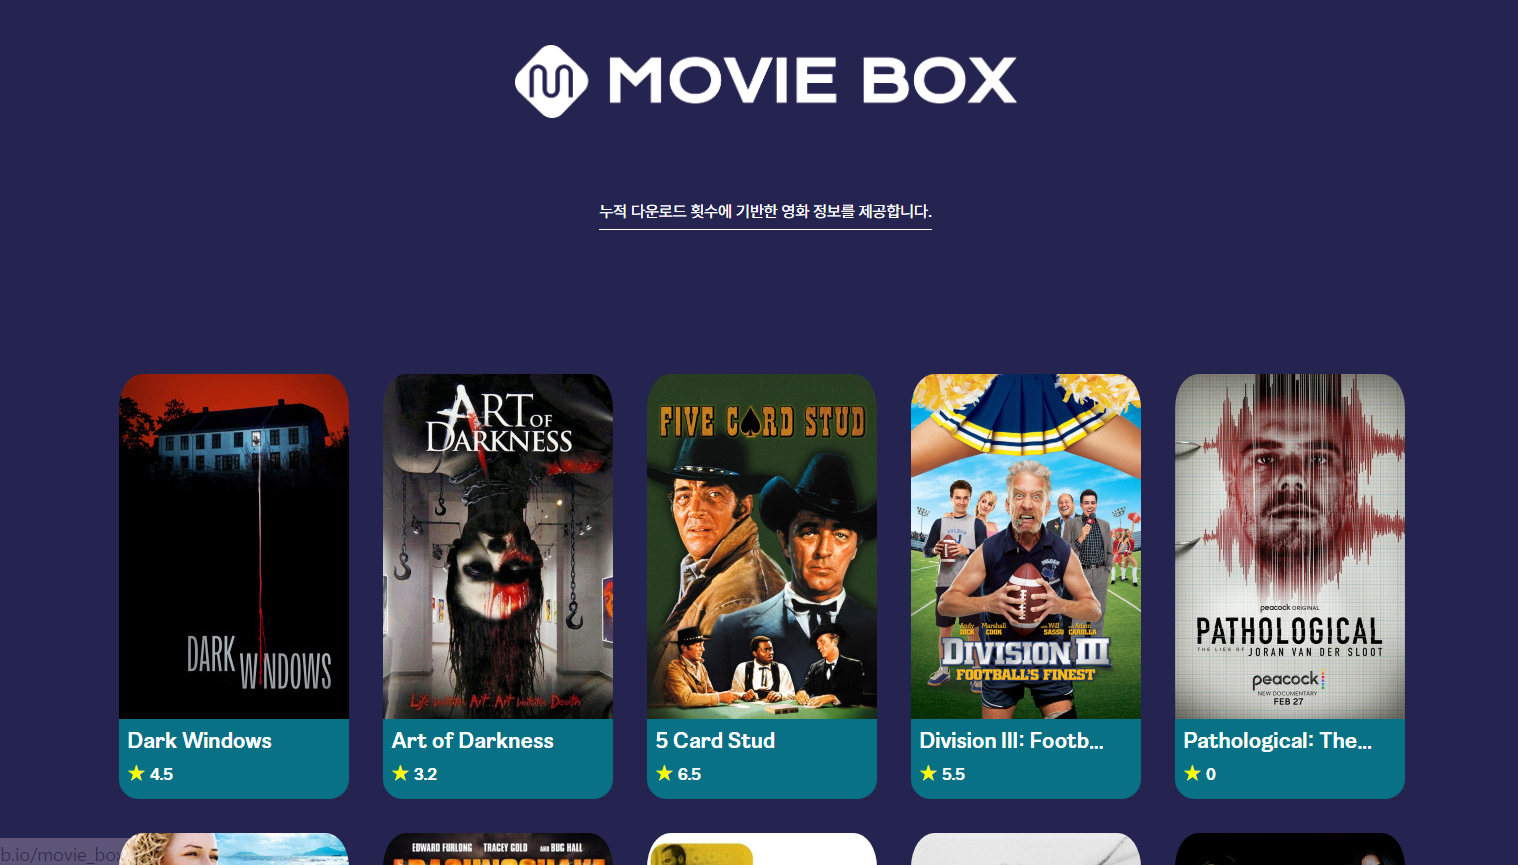 MOVIE BOX
누적 다운로드 횟수에 기반한 영화 정보를 제공합니다.
DARK
WINDOWS
Dark Windows
★ 4.5
ART OF
DARKNESS
Life imitates Art...Art imitates Death
Art of Darkness
★ 3.2
FIVE CARD STUD
5 Card Stud
★ 6.5
Andy DICK Marshall COOK with Will SASSO and Adam CAROLLA
DIVISION III
FOOTBALL'S FINEST
Division III: Footb...
★ 5.5
peacock ORIGINAL
PATHOLOGICAL
THE LIES OF JORAN VAN DER SLOOT
peacock
NEW DOCUMENTARY
FEB 27
Pathological: The...
★ 0
EDWARD FURLONG TRACEY GOLD AND BUG HALL
b.io/movie_box